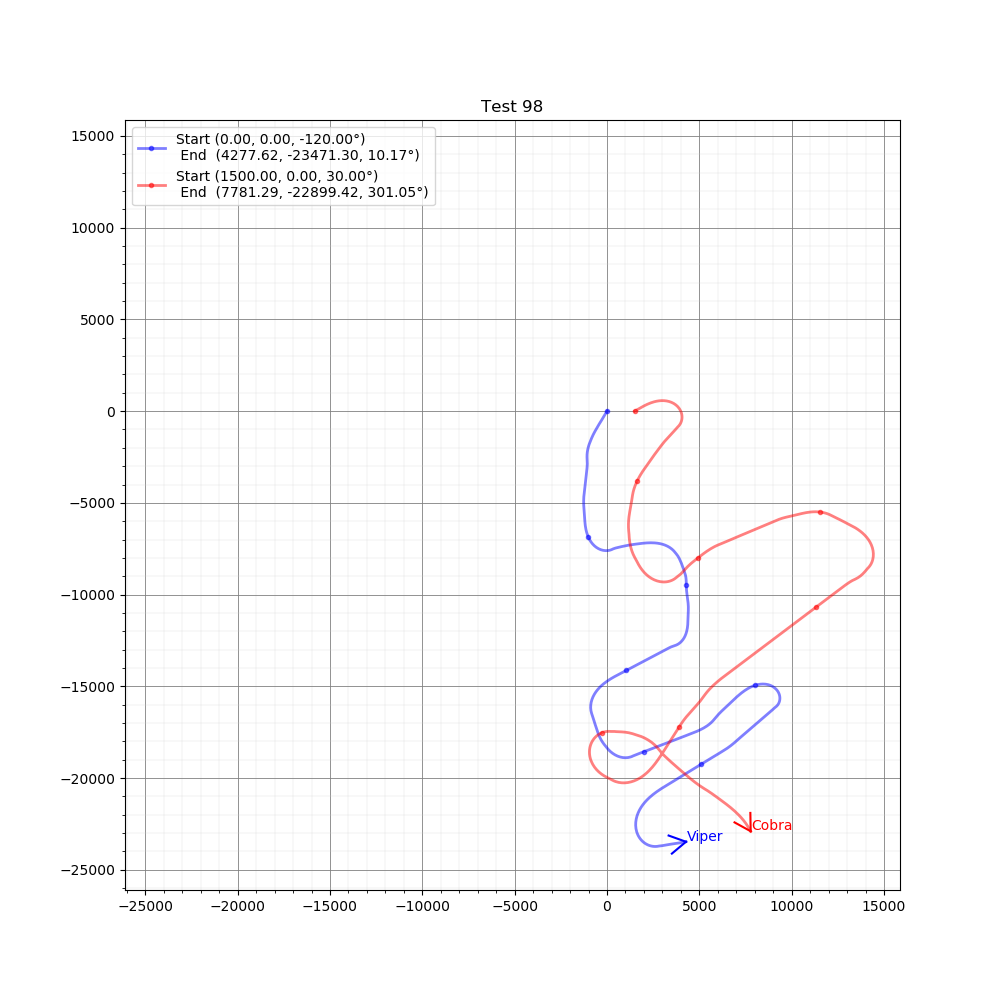 Test 98
Start (0.00, 0.00, -120.00°)
End (4277.62, -23471.30, 10.17°)
Start (1500.00, 0.00, 30.00°)
End (7781.29, -22899.42, 301.05°)
15000
10000
5000
0
−5000
−10000
−15000
−20000
−25000
Cobra
Viper
−25000 −20000 −15000 −10000 −5000 0 5000 10000 15000